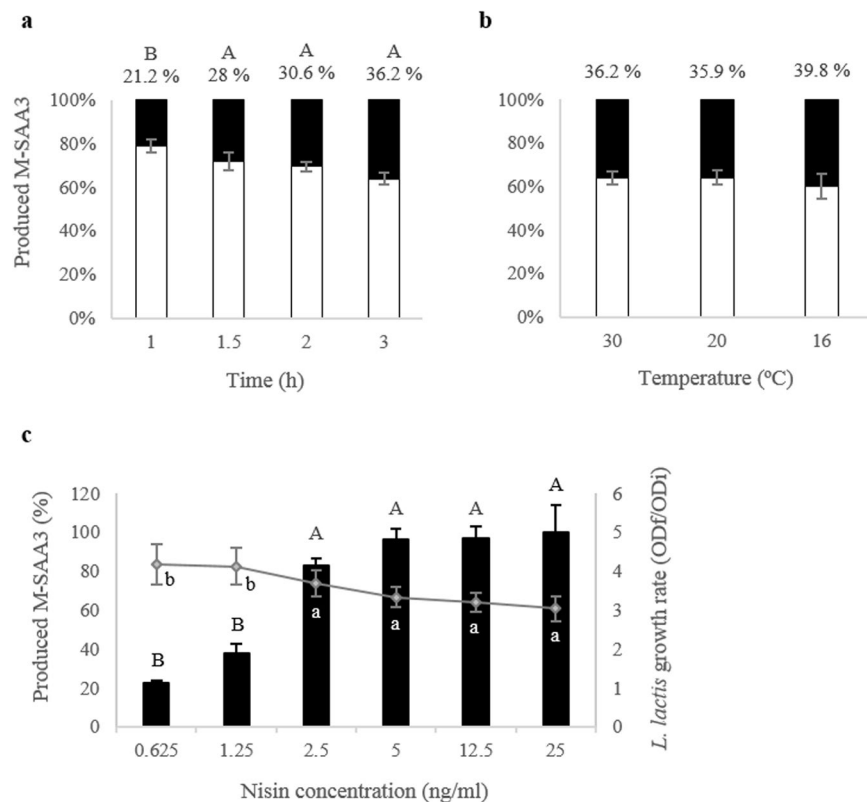 a
B A A A
21.2 % 28 % 30.6 % 36.2 %
100%
80%
60%
40%
20%
0%
Produced M-SAA3
1 1.5 2 3
Time (h)
b
36.2 % 35.9 % 39.8 %
100%
80%
60%
40%
20%
0%
30 20 16
Temperature (ºC)
c
Produced M-SAA3 (%)
120
100
80
60
40
20
0
B B A A A A
b b a a a a
6
5
4
3
2
1
0
L. lactis growth rate (ODf/ODi)
0.625 1.25 2.5 5 12.5 25
Nisin concentration (ng/ml)